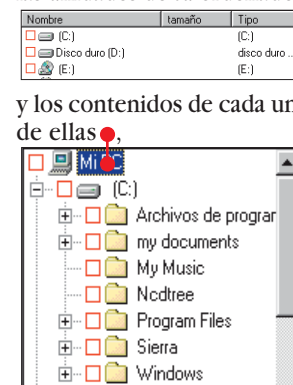 Nombre tamaño Tipo
(C:) (C:)
Disco duro (D:) disco duro ...
(E:) (E:)
y los contenidos de cada un
de ellas ,
Mi PC
(C:)
Archivos de prograr
my documents
My Music
Ncdtree
Program Files
Sierra
Windows